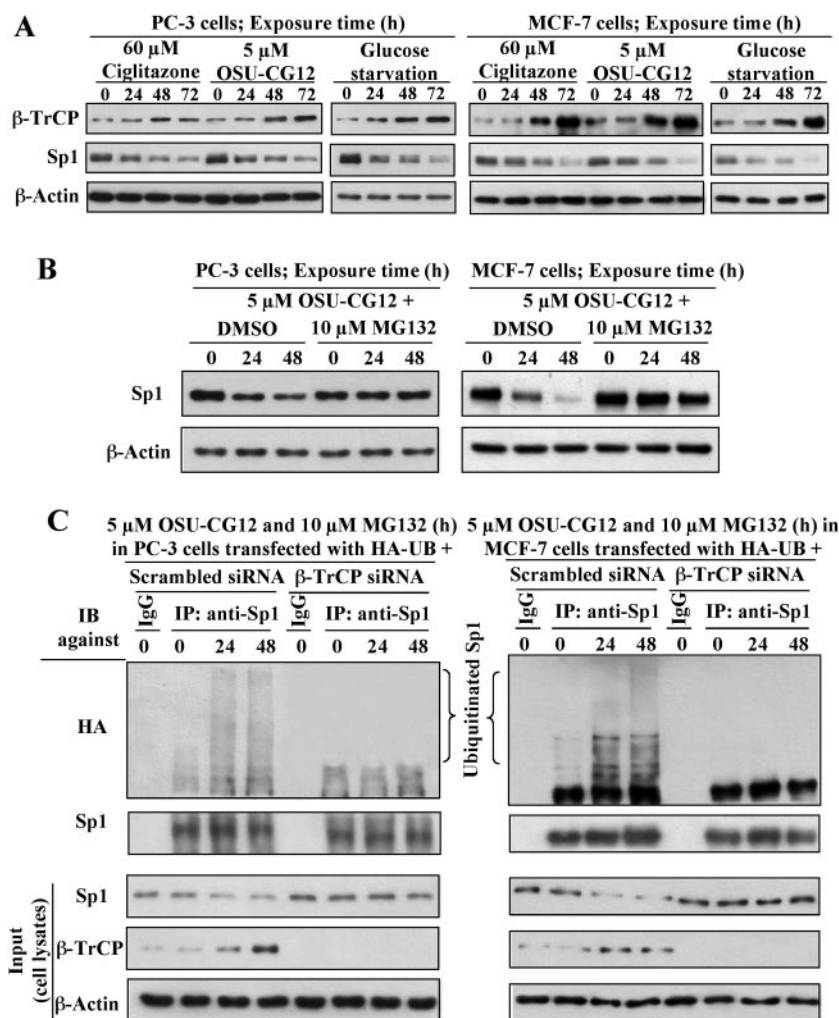 A
PC-3 cells; Exposure time (h)
MCF-7 cells; Exposure time (h)
60 µM Ciglitazone
5 µM OSU-CG12
Glucose starvation
60 µM Ciglitazone
5 µM OSU-CG12
Glucose starvation
0 24 48 72 0 24 48 72 0 24 48 72 0 24 48 72 0 24 48 72 0 24 48 72
β-TrCP
Sp1
β-Actin
B
PC-3 cells; Exposure time (h)
MCF-7 cells; Exposure time (h)
5 µM OSU-CG12 +
5 µM OSU-CG12 +
DMSO 10 µM MG132
DMSO 10 µM MG132
0 24 48 0 24 48 0 24 48 0 24 48
Sp1
β-Actin
C
5 µM OSU-CG12 and 10 µM MG132 (h)
in PC-3 cells transfected with HA-UB +
5 µM OSU-CG12 and 10 µM MG132 (h) in
MCF-7 cells transfected with HA-UB +
Scrambled siRNA β-TrCP siRNA
Scrambled siRNA β-TrCP siRNA
IB against
IgG IP: anti-Sp1 IgG IP: anti-Sp1
IgG IP: anti-Sp1 IgG IP: anti-Sp1
0 0 24 48 0 0 24 48
0 0 24 48 0 0 24 48
HA
Ubiquitinated Sp1
Sp1
Input
(cell lysates)
Sp1
β-TrCP
β-Actin